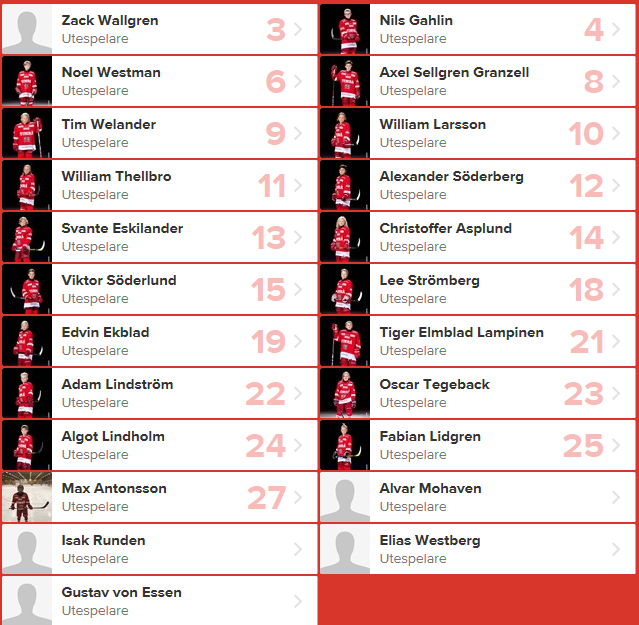 Zack Wallgren
Utespelare
3
Nils Gahlin
Utespelare
4
Noel Westman
Utespelare
6
Axel Sellgren Granzell
Utespelare
8
Tim Welander
Utespelare
9
William Larsson
Utespelare
10
William Thellbro
Utespelare
11
Alexander Söderberg
Utespelare
12
Svante Eskilander
Utespelare
13
Christoffer Asplund
Utespelare
14
Viktor Söderlund
Utespelare
15
Lee Strömberg
Utespelare
18
Edvin Ekblad
Utespelare
19
Tiger Elmblad Lampinen
Utespelare
21
Adam Lindström
Utespelare
22
Oscar Tegeback
Utespelare
23
Algot Lindholm
Utespelare
24
Fabian Lidgren
Utespelare
25
Max Antonsson
Utespelare
27
Alvar Mohaven
Utespelare
Isak Runden
Utespelare
Elias Westberg
Utespelare
Gustav von Essen
Utespelare